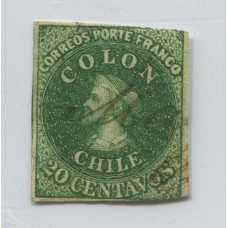 CORREOS PORTE FRANCO
COLON
CHILE
20 CENTAVOS